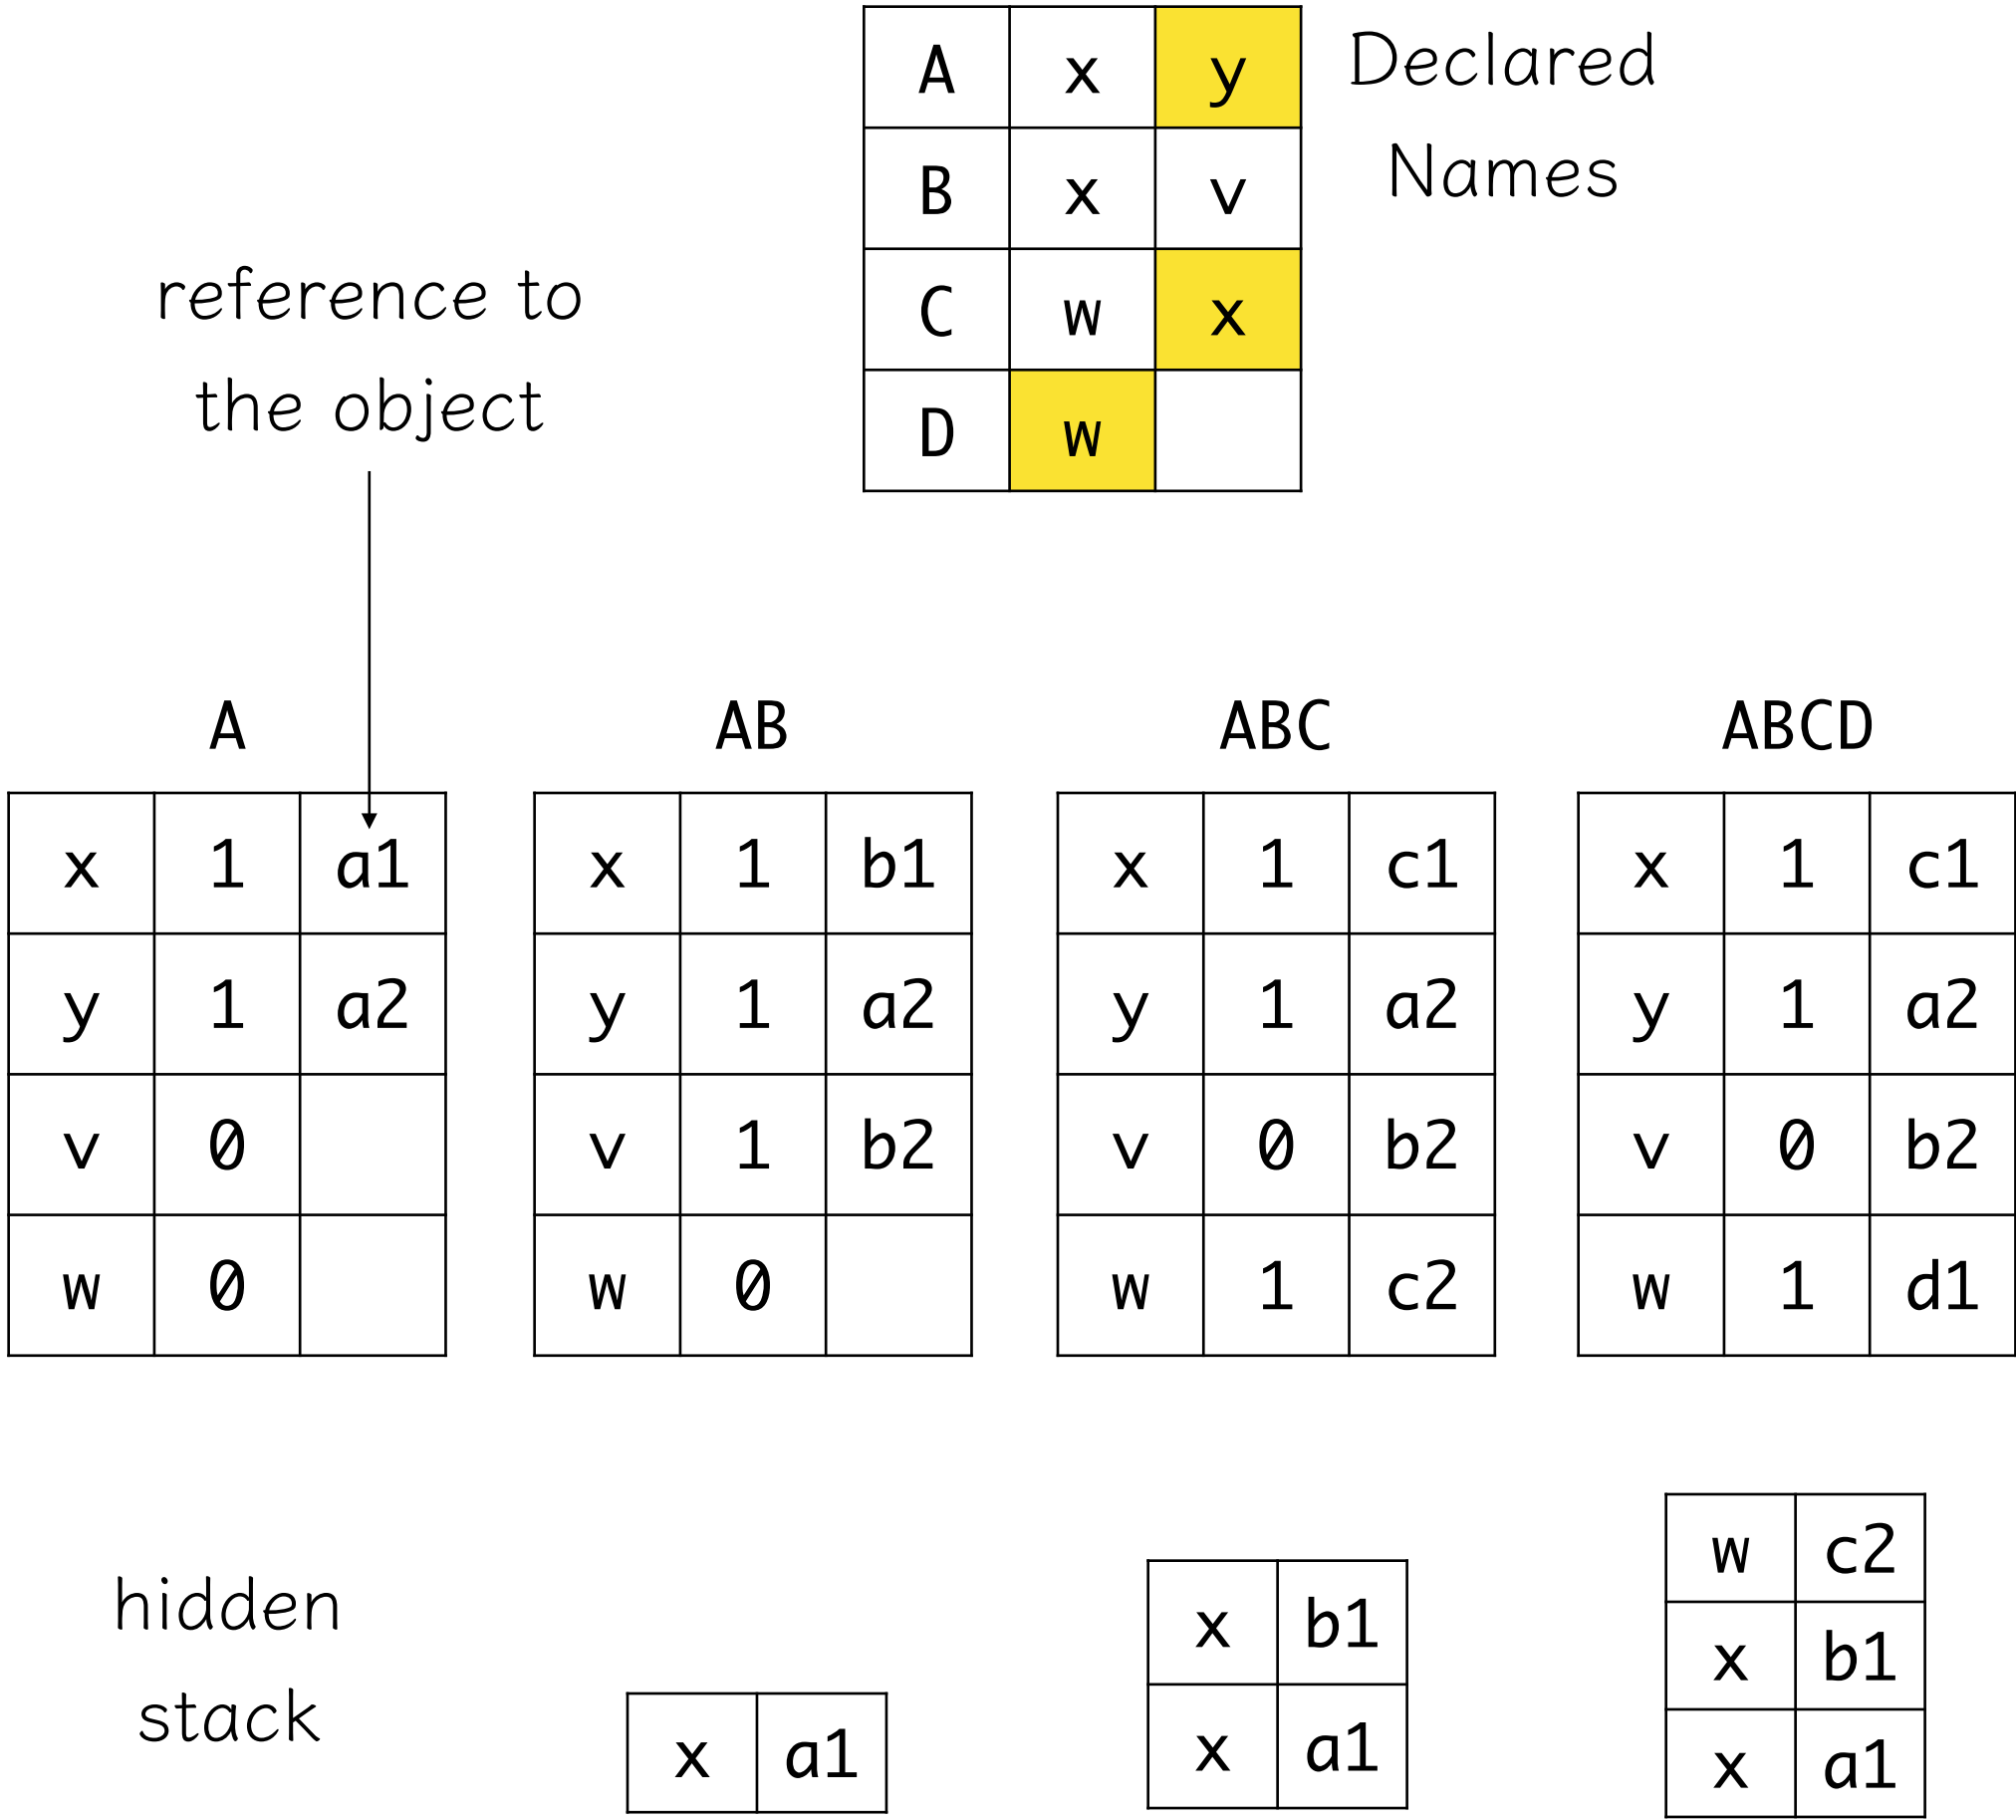 A x y
B x v
C w x
D w
Declared
Names
reference to
the object
A
x 1 a1
y 1 a2
v 0
w 0
AB
x 1 b1
y 1 a2
v 1 b2
w 0
ABC
x 1 c1
y 1 a2
v 0 b2
w 1 c2
ABCD
x 1 c1
y 1 a2
v 0 b2
w 1 d1
hidden
stack
x a1
x b1
x a1
w c2
x b1
x a1